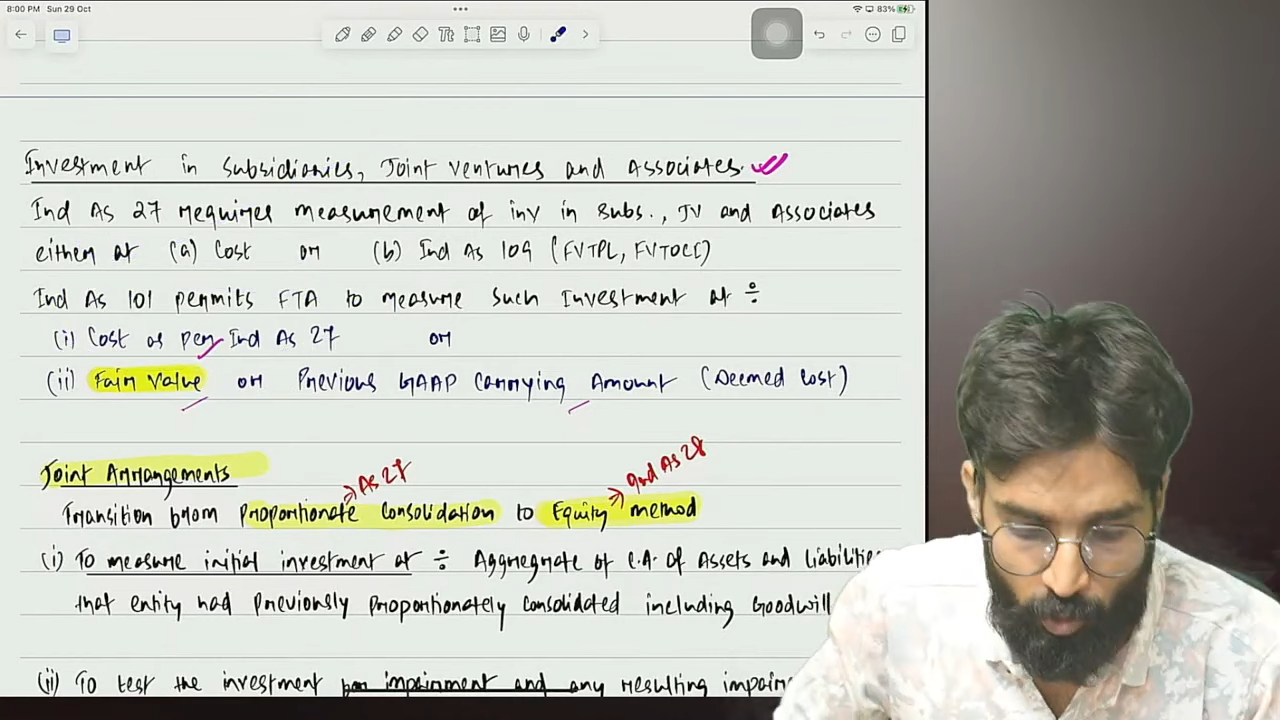 8:00 PM Sun 29 Oct
83%
Tt
Investment in Subsidiaries, Joint ventures and Associates.
Ind As 27 requires measurement of inv in subs., JV and Associates
either at (a) Cost or (b) Ind As 109 (FVTPL, FVTOCI)
Ind As 101 permits FTA to measure such Investment at ÷
(i) Cost as per Ind As 27 or
(ii) Fair Value or Previous GAAP Carrying Amount (Deemed Cost)
Joint Arrangements
→ As 27
→ Ind As 28
Transition from Proportionate Consolidation to Equity method
(i) To measure initial investment at ÷ Aggregate of C.A. of Assets and liabilities
that entity had previously proportionately consolidated including Goodwill
(ii) To test the investment for impairment and any resulting